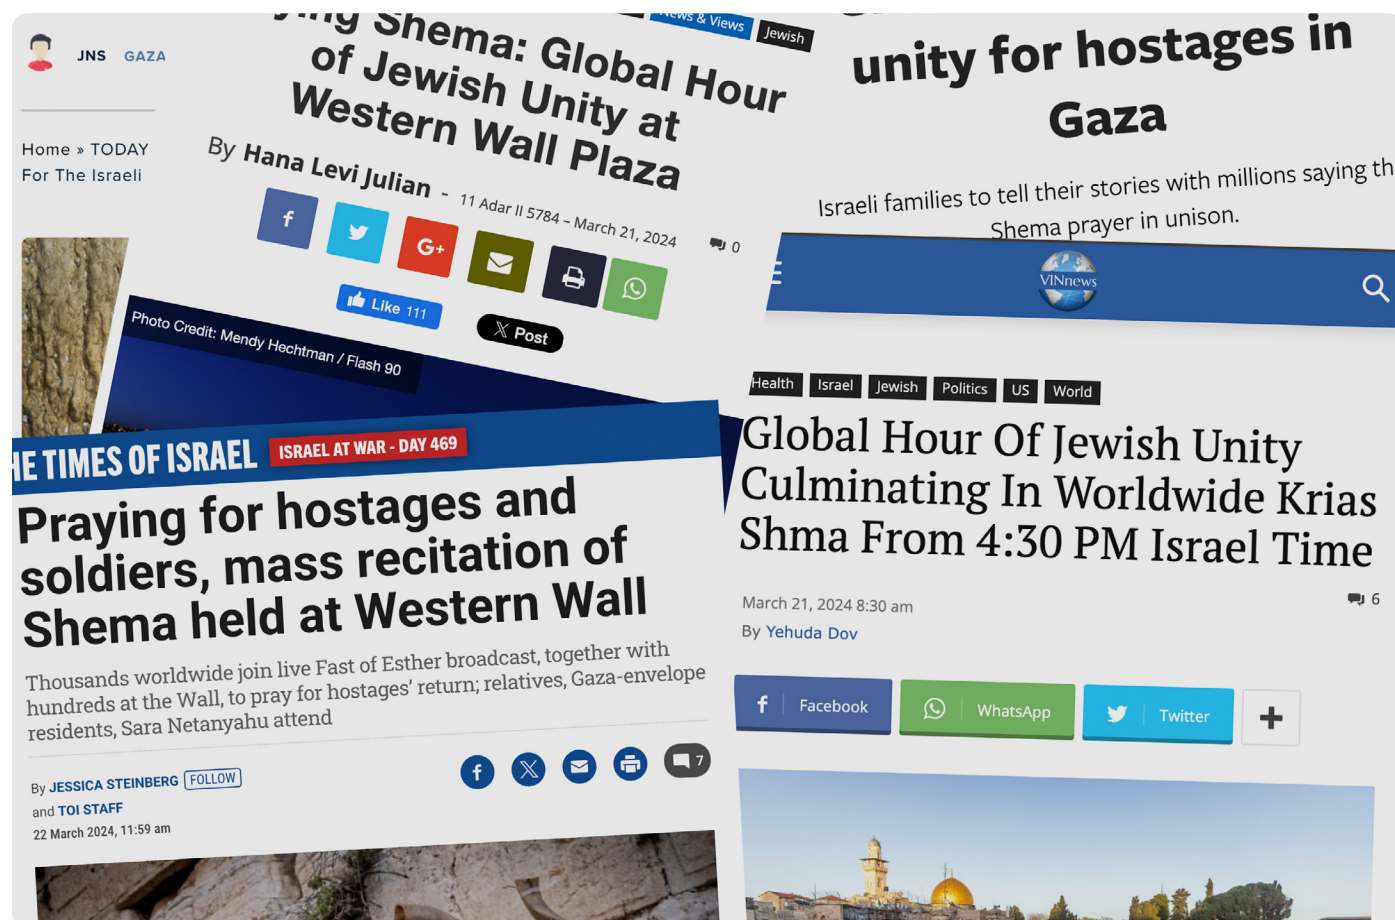 JNS GAZA
Home » TODAY
For The Israeli
News & Views Jewish
Shema: Global Hour
of Jewish Unity at
Western Wall Plaza
By Hana Levi Julian - 11 Adar II 5784 – March 21, 2024
0
f
G+
Like 111
X Post
Photo Credit: Mendy Hechtman / Flash 90
unity for hostages in
Gaza
Israeli families to tell their stories with millions saying th
Shema prayer in unison.
HE TIMES OF ISRAEL ISRAEL AT WAR - DAY 469
Praying for hostages and
soldiers, mass recitation of
Shema held at Western Wall
Thousands worldwide join live Fast of Esther broadcast, together with
hundreds at the Wall, to pray for hostages' return; relatives, Gaza-envelope
residents, Sara Netanyahu attend
By JESSICA STEINBERG FOLLOW
and TOI STAFF
22 March 2024, 11:59 am
f X 7
VINnews
Health Israel Jewish Politics US World
Global Hour Of Jewish Unity
Culminating In Worldwide Krias
Shma From 4:30 PM Israel Time
March 21, 2024 8:30 am
6
By Yehuda Dov
f Facebook WhatsApp Twitter +